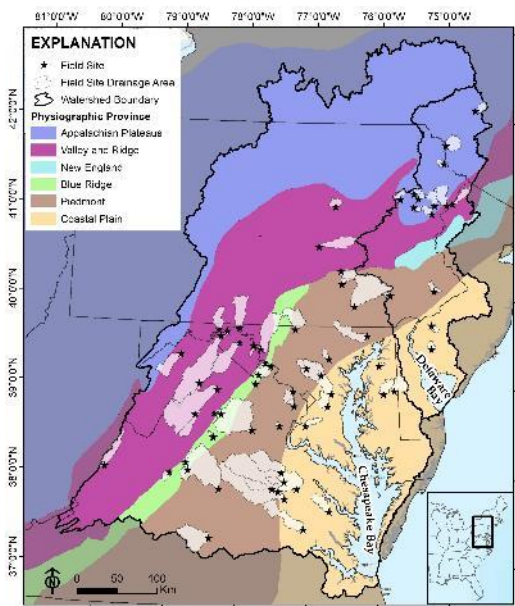 81°0'0"W 80°0'0"W 79°0'0"W 78°0'0"W 77°0'0"W 76°0'0"W 75°0'0"W
EXPLANATION
Field Site
Field Site Drainage Area
Watershed Boundary
Physiographic Province
Appalachian Plateaus
Valley and Ridge
New England
Blue Ridge
Piedmont
Coastal Plain
42°0'0"N
41°0'0"N
40°0'0"N
39°0'0"N
38°0'0"N
37°0'0"N
Delaware Bay
Chesapeake Bay
N
0 50 100
Km